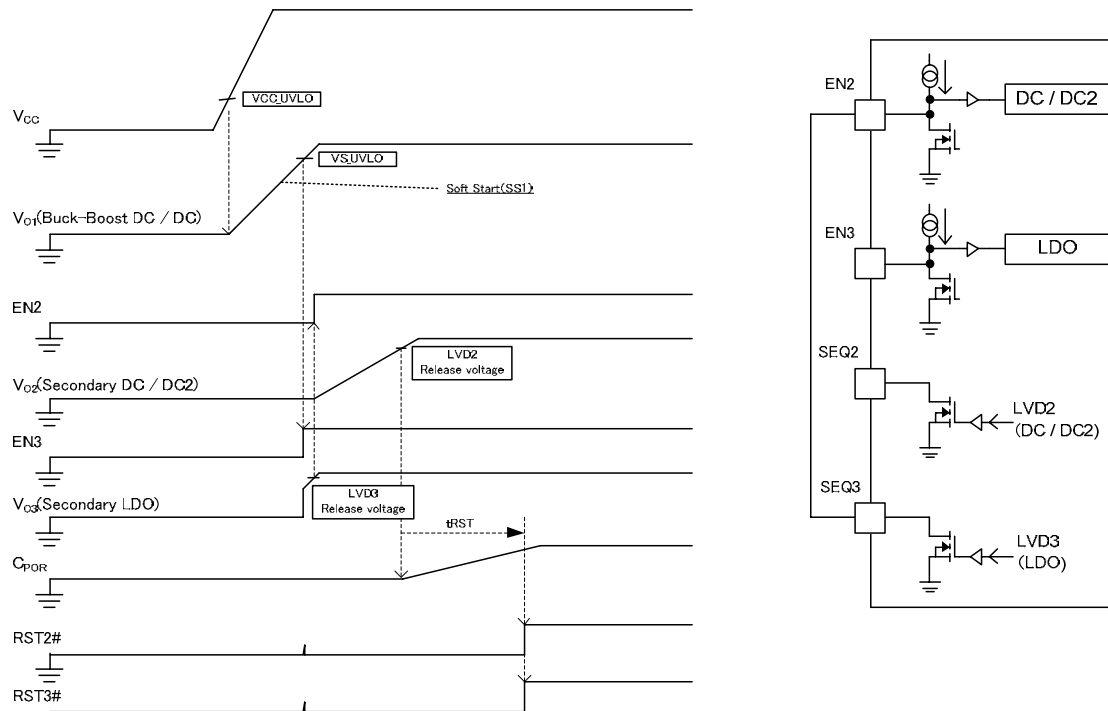 VCC_UVLO
VCC
VS_UVLO
Soft Start(SS1)
VO1(Buck-Boost DC / DC)
EN2
LVD2
Release voltage
VO2(Secondary DC / DC2)
EN3
LVD3
Release voltage
VO3(Secondary LDO)
tRST
CPOR
RST2#
RST3#
EN2
DC / DC2
EN3
LDO
SEQ2
LVD2
(DC / DC2)
SEQ3
LVD3
(LDO)